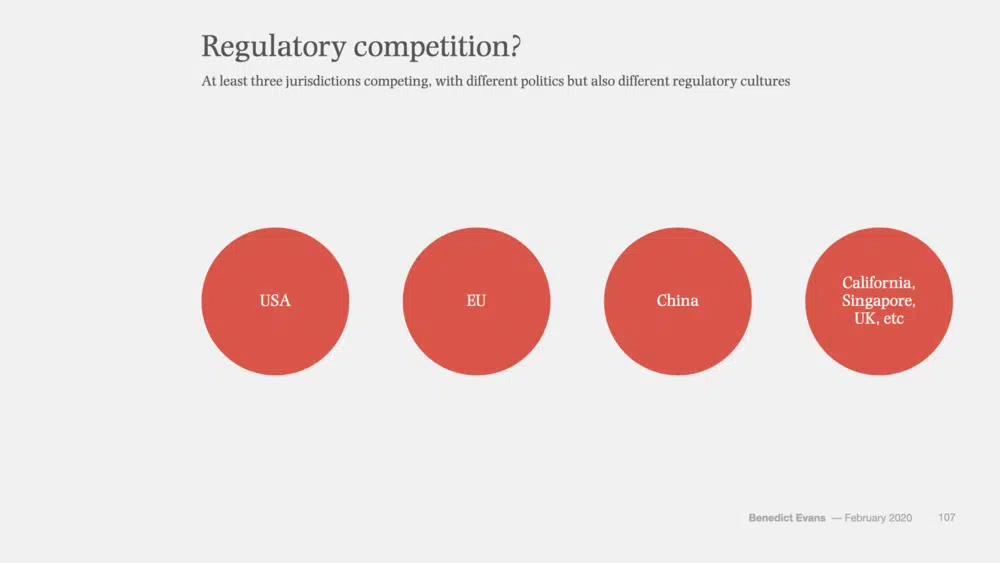 Regulatory competition?
At least three jurisdictions competing, with different politics but also different regulatory cultures
USA
EU
China
California,
Singapore,
UK, etc
Benedict Evans — February 2020 107